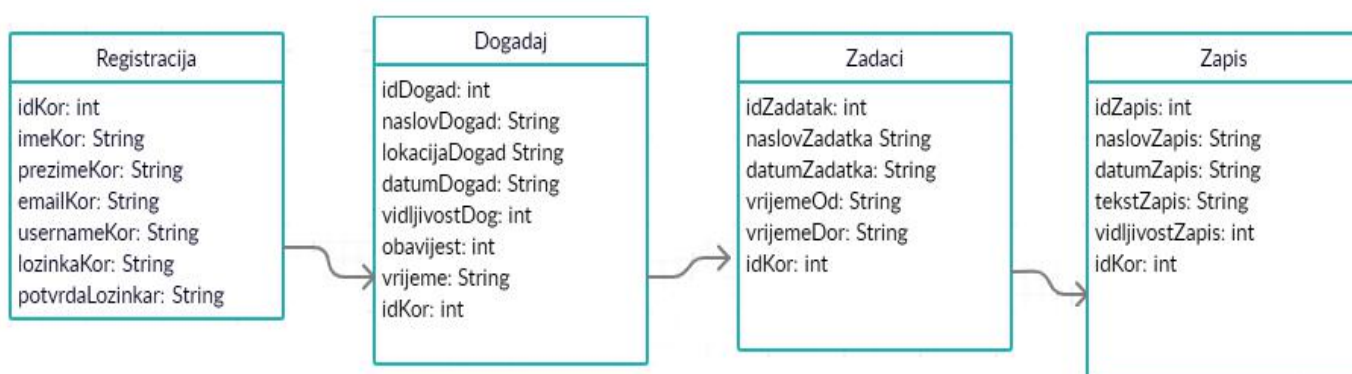 Registracija
idKor: int
imeKor: String
prezimeKor: String
emailKor: String
usernameKor: String
lozinkaKor: String
potvrdaLozinkar: String
Dogadaj
idDogad: int
naslovDogad: String
lokacijaDogad String
datumDogad: String
vidljivostDog: int
obavijest: int
vrijeme: String
idKor: int
Zadaci
idZadatak: int
naslovZadatka String
datumZadatka: String
vrijemeOd: String
vrijemeDor: String
idKor: int
Zapis
idZapis: int
naslovZapis: String
datumZapis: String
tekstZapis: String
vidljivostZapis: int
idKor: int